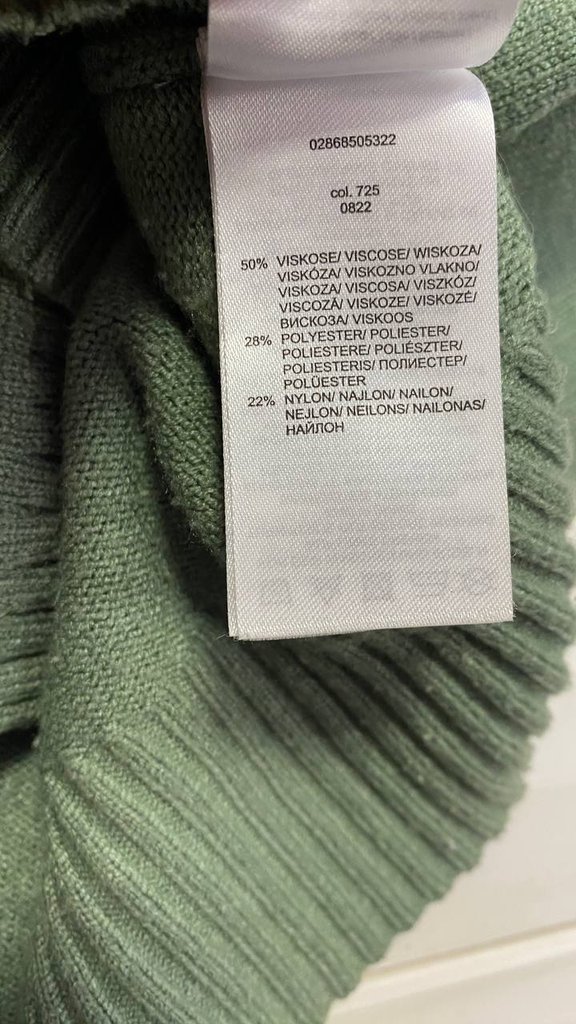 02868505322
col. 725
0822
50% VISKOSE/ VISCOSE/ WISKOZA/
VISKÓZA/ VISKOZNO VLAKNO/
VISKOZA/ VISCOSA/ VISZKÓZ/
VISCOZĂ/ VISKOZE/ VISKOZĖ/
ВИСКОЗА/ VISKOOS
28% POLYESTER/ POLIESTER/
POLIESTERE/ POLIÉSZTER/
POLIESTERIS/ ПОЛИЕСТЕР/
POLÜESTER
22% NYLON/ NAJLON/ NAILON/
NEJLON/ NEILONS/ NAILONAS/
НАЙЛОН